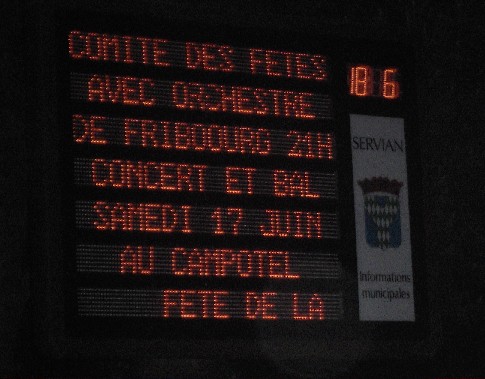 COMITE DES FETES
AVEC ORCHESTRE
DE FRIBOURG 21H
CONCERT ET BAL
SAMEDI 17 JUIN
AU CAMPOTEL
FETE DE LA
18 6
SERVIAN
Informations
municipales